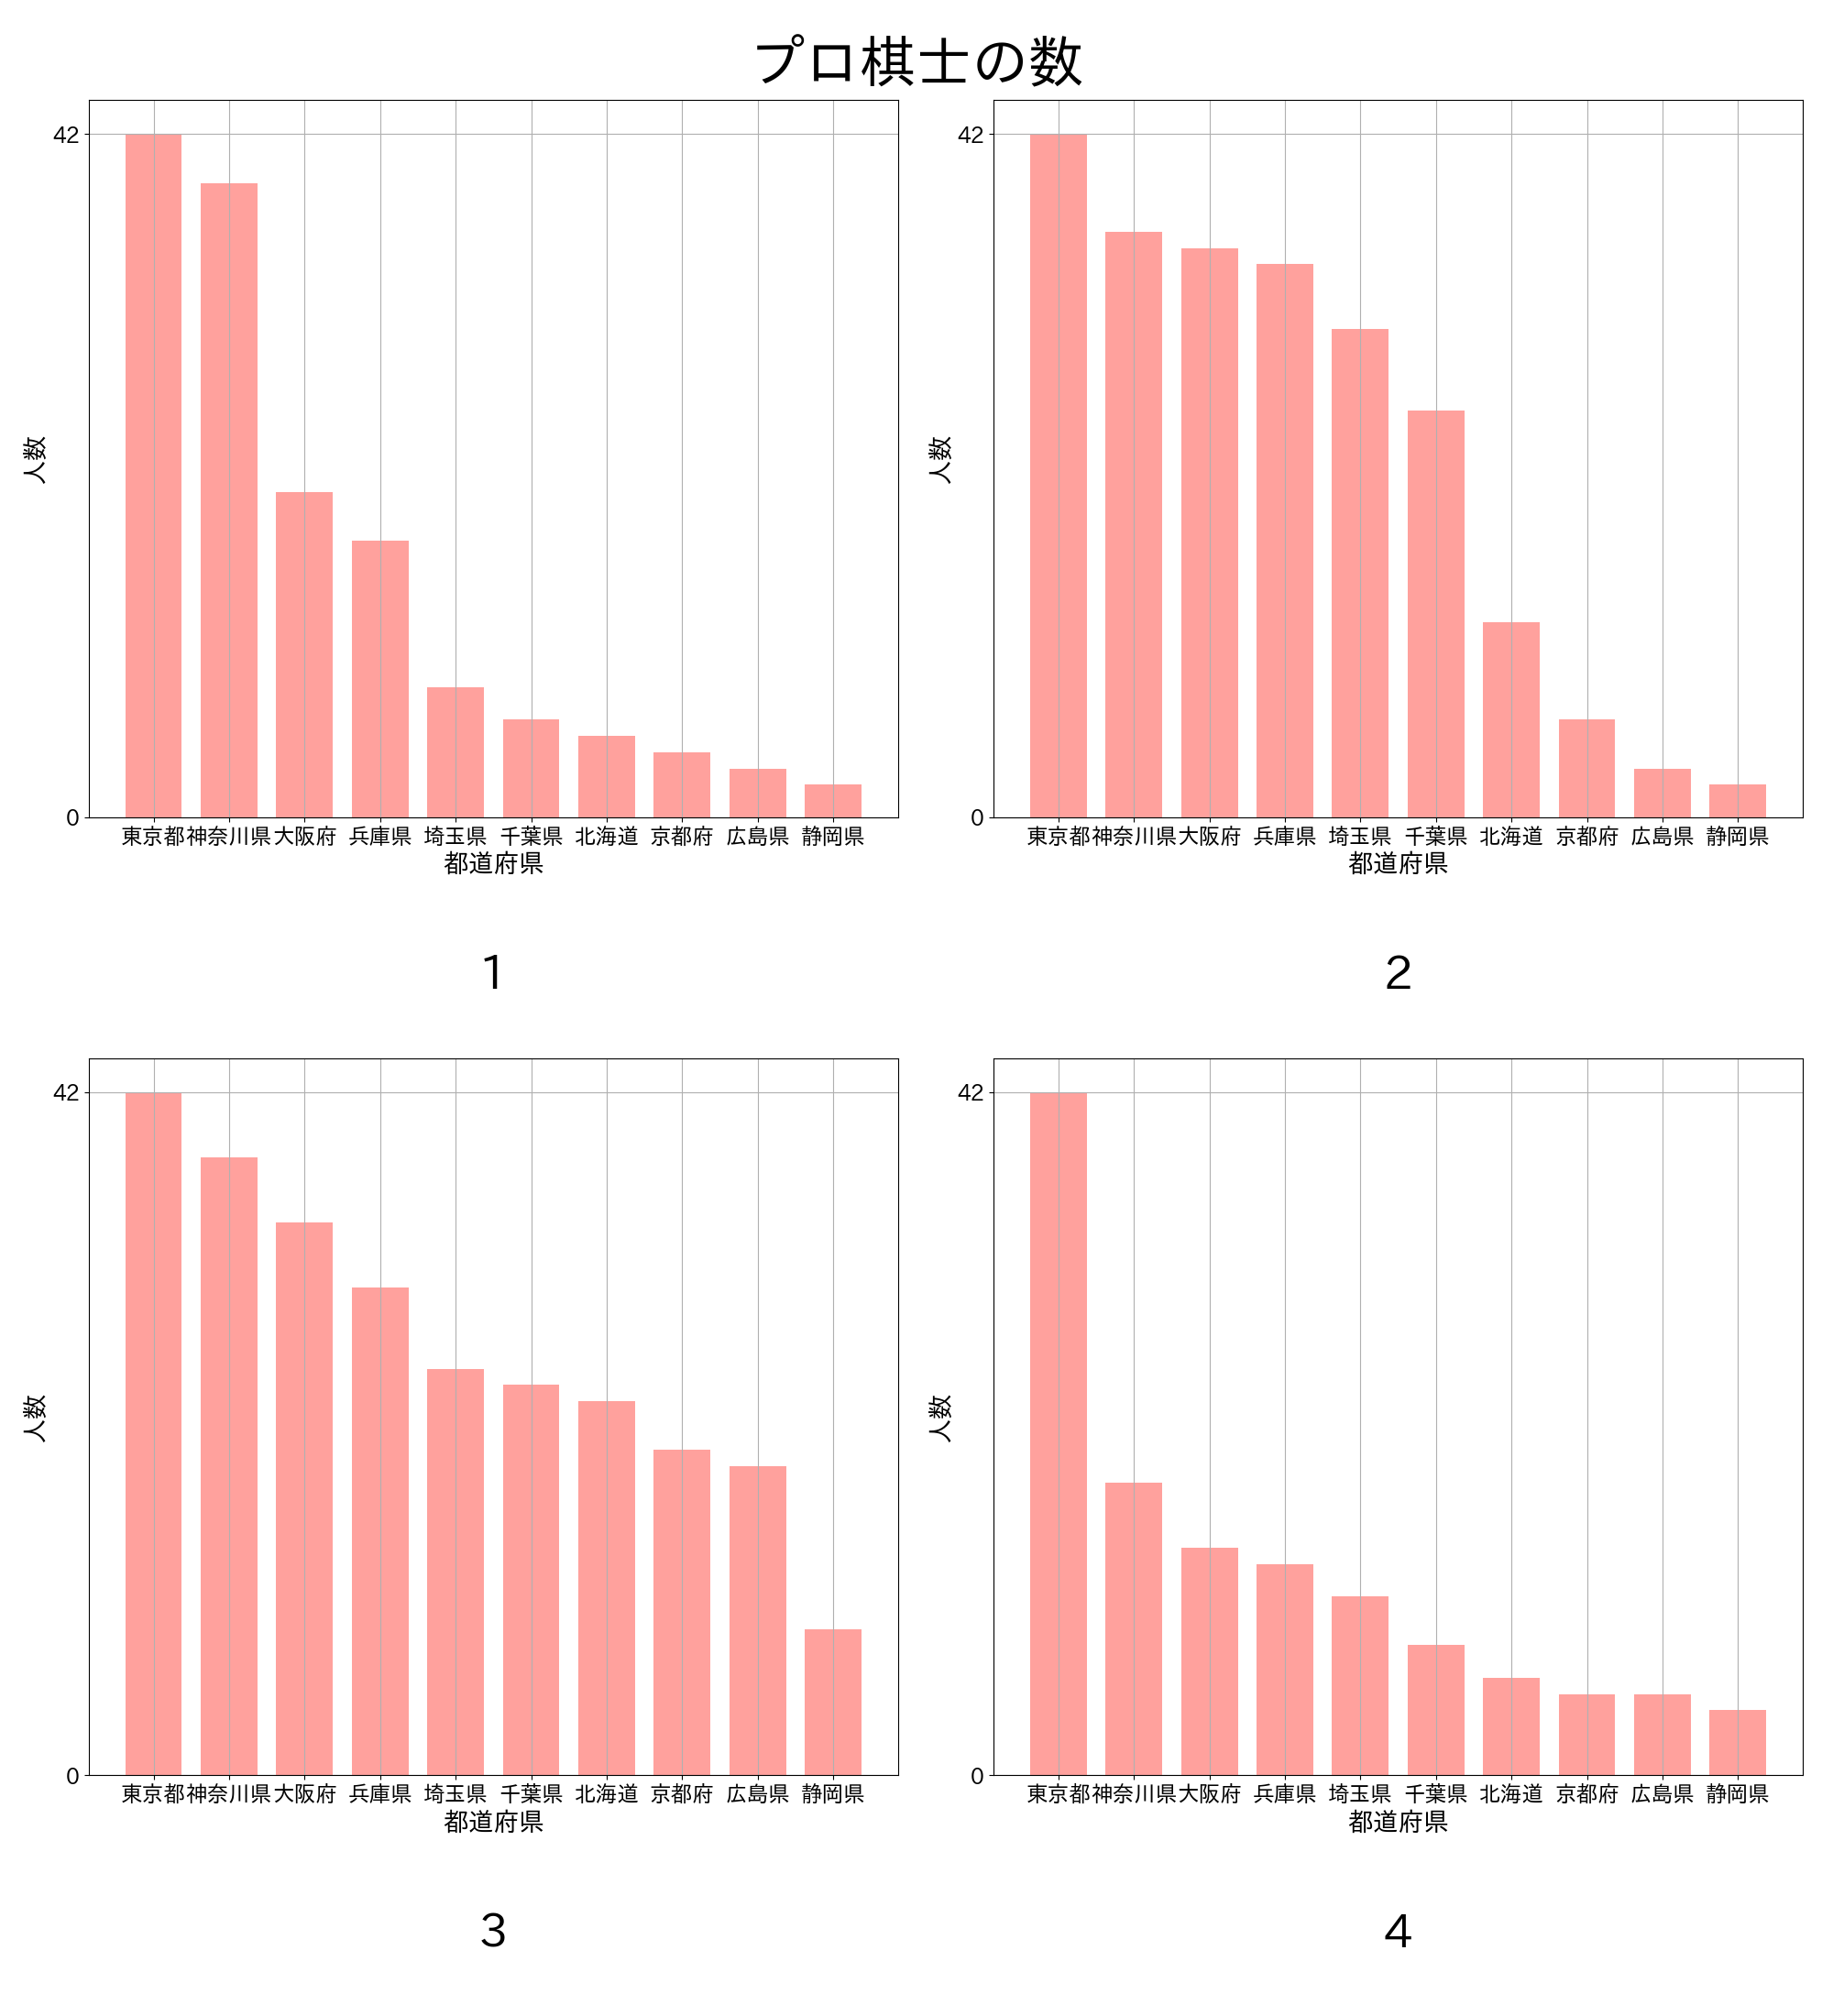 プロ棋士の数
42
0
人数
東京都 神奈川県 大阪府 兵庫県 埼玉県 千葉県 北海道 京都府 広島県 静岡県
都道府県
1
42
0
人数
東京都 神奈川県 大阪府 兵庫県 埼玉県 千葉県 北海道 京都府 広島県 静岡県
都道府県
2
42
0
人数
東京都 神奈川県 大阪府 兵庫県 埼玉県 千葉県 北海道 京都府 広島県 静岡県
都道府県
3
42
0
人数
東京都 神奈川県 大阪府 兵庫県 埼玉県 千葉県 北海道 京都府 広島県 静岡県
都道府県
4